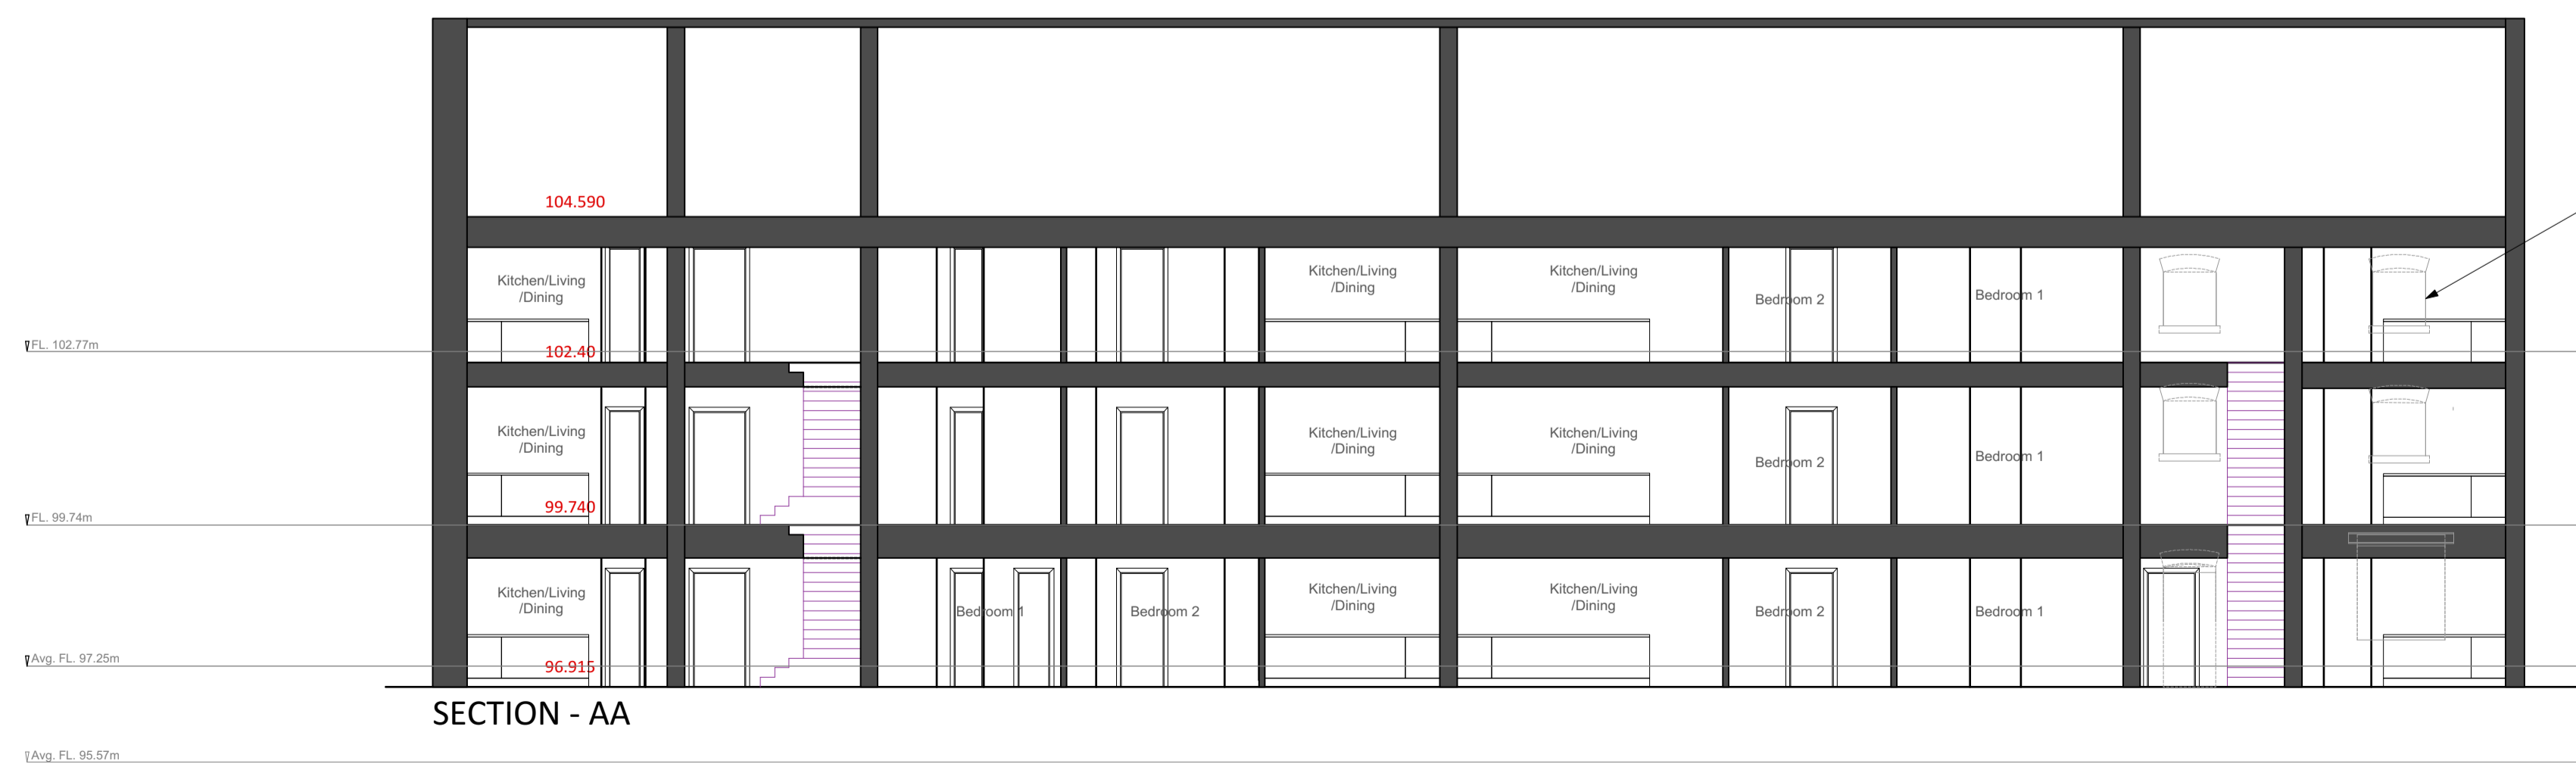 104.590
Kitchen/Living
/Dining
Kitchen/Living
/Dining
Kitchen/Living
/Dining
Bedroom 2
Bedroom 1
FL. 102.77m
102.40
Kitchen/Living
/Dining
Kitchen/Living
/Dining
Kitchen/Living
/Dining
Bedroom 2
Bedroom 1
FL. 99.74m
99.740
Kitchen/Living
/Dining
Bedroom 1
Bedroom 2
Kitchen/Living
/Dining
Kitchen/Living
/Dining
Bedroom 2
Bedroom 1
Avg. FL. 97.25m
96.915
SECTION - AA
Avg. FL. 95.57m